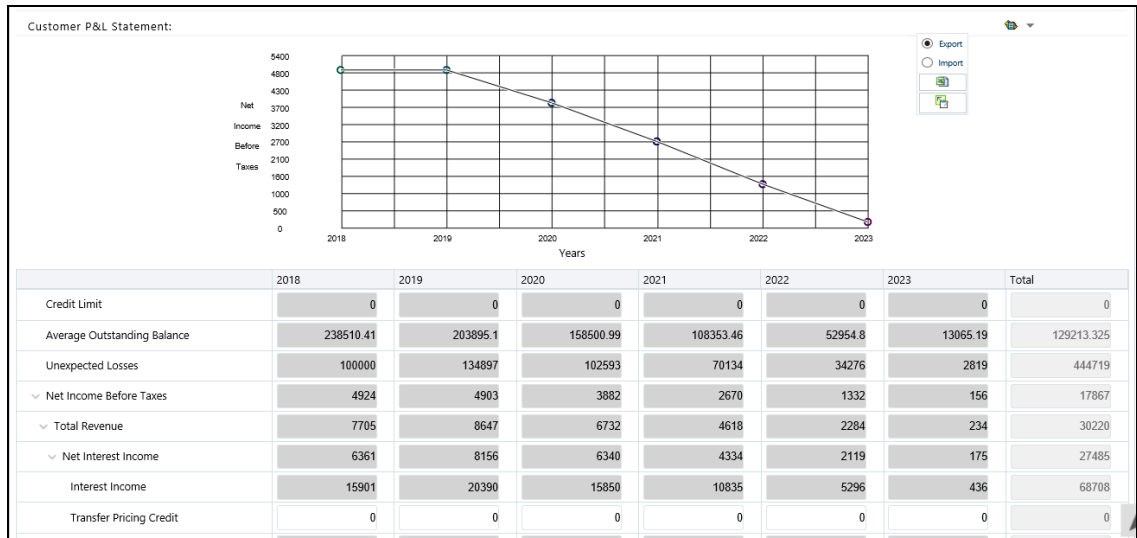 Customer P&L Statement:
Export
Import
5400
4800
4300
Net 3700
Income 3200
Before 2700
Taxes 2100
1600
1000
500
0
2018 2019 2020 2021 2022 2023
Years
2018 2019 2020 2021 2022 2023 Total
Credit Limit 0 0 0 0 0 0 0
Average Outstanding Balance 238510.41 203895.1 158500.99 108353.46 52954.8 13065.19 129213.325
Unexpected Losses 100000 134897 102593 70134 34276 2819 444719
Net Income Before Taxes 4924 4903 3882 2670 1332 156 17867
Total Revenue 7705 8647 6732 4618 2284 234 30220
Net Interest Income 6361 8156 6340 4334 2119 175 27485
Interest Income 15901 20390 15850 10835 5296 436 68708
Transfer Pricing Credit 0 0 0 0 0 0 0